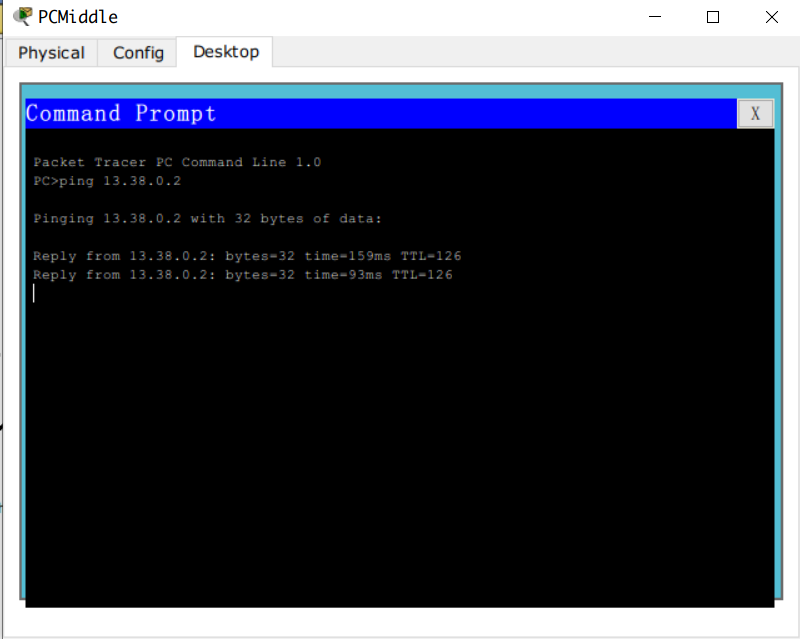 PCMiddle
Physical Config Desktop
Command Prompt X
Packet Tracer PC Command Line 1.0
PC>ping 13.38.0.2
Pinging 13.38.0.2 with 32 bytes of data:
Reply from 13.38.0.2: bytes=32 time=159ms TTL=126
Reply from 13.38.0.2: bytes=32 time=93ms TTL=126